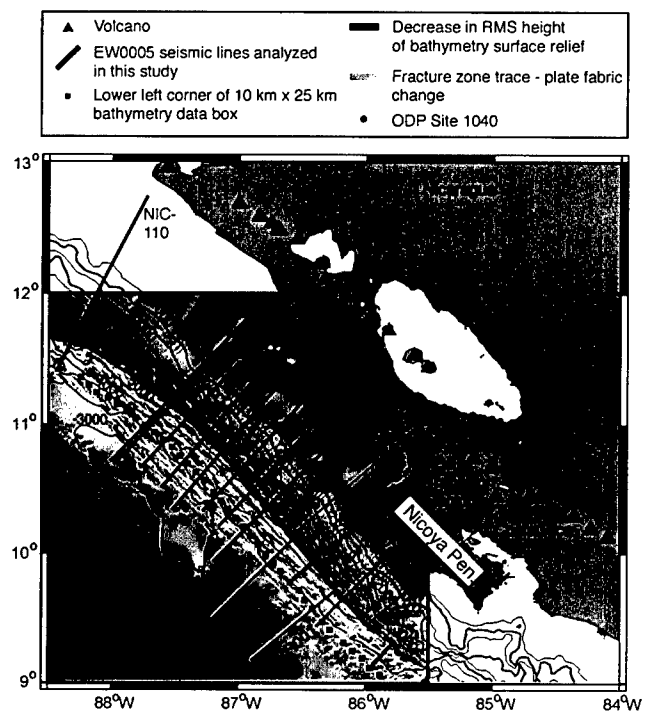 Volcano
EW0005 seismic lines analyzed
in this study
Lower left corner of 10 km x 25 km
bathymetry data box
Decrease in RMS height
of bathymetry surface relief
Fracture zone trace - plate fabric
change
ODP Site 1040
13°
NIC-
110
12°
11°
3000
10°
Nicoya Pen.
9°
88°W
87°W
86°W
85°W
84°W